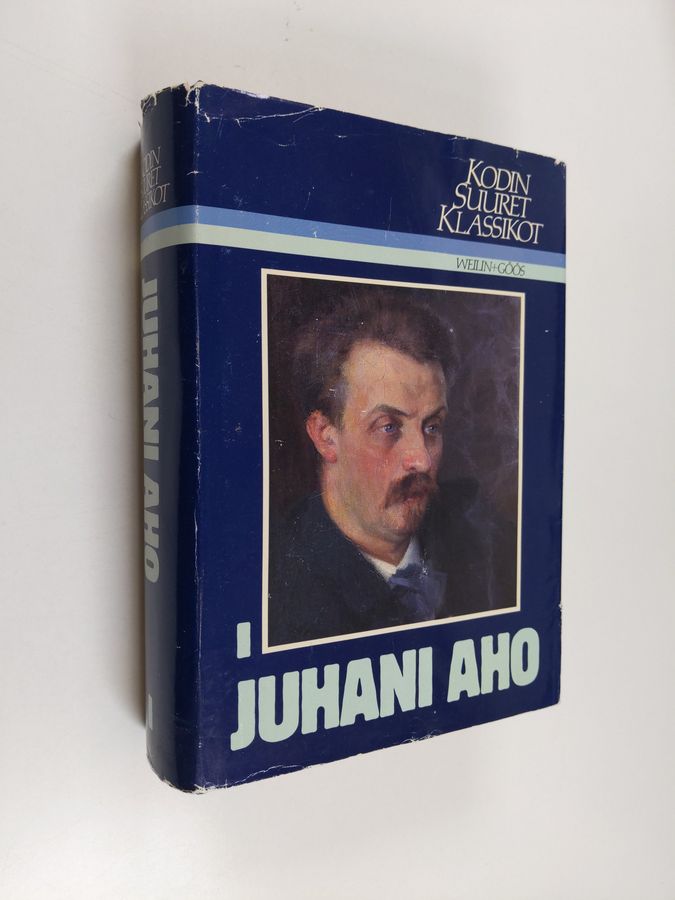 KODIN
SUURET
KLASSIKOT
WEILIN+GÖÖS
I
JUHANI AHO
KODIN
SUURET
KLASSIKOT
JUHANI AHO
I